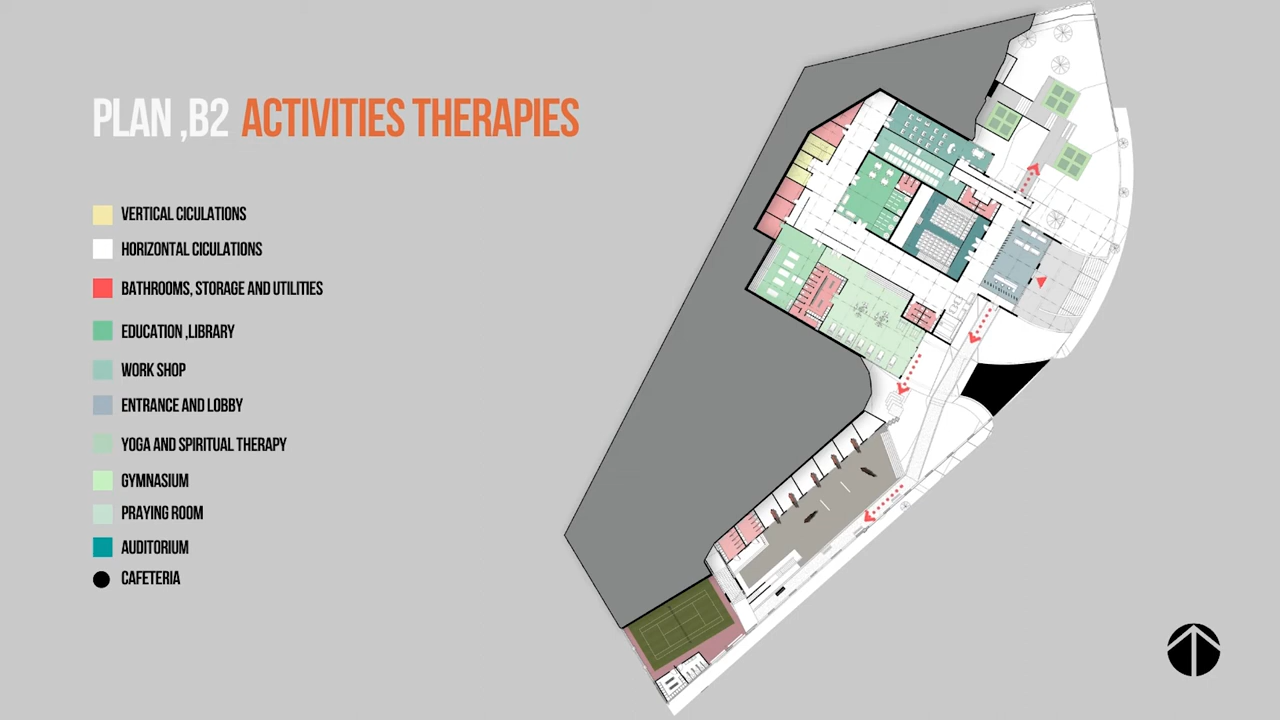 PLAN ,B2 ACTIVITIES THERAPIES
VERTICAL CICULATIONS
HORIZONTAL CICULATIONS
BATHROOMS, STORAGE AND UTILITIES
EDUCATION ,LIBRARY
WORK SHOP
ENTRANCE AND LOBBY
YOGA AND SPIRITUAL THERAPY
GYMNASIUM
PRAYING ROOM
AUDITORIUM
CAFETERIA